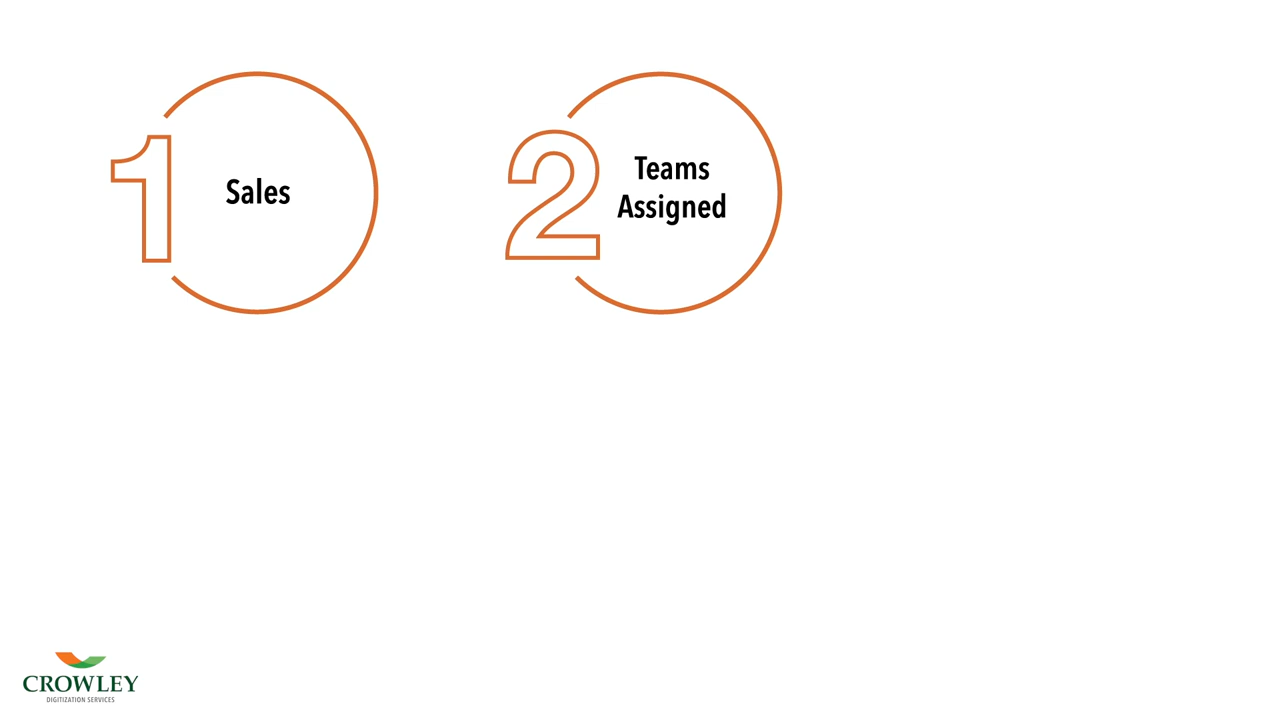 1
Sales
2
Teams
Assigned
CROWLEY
DIGITIZATION SERVICES